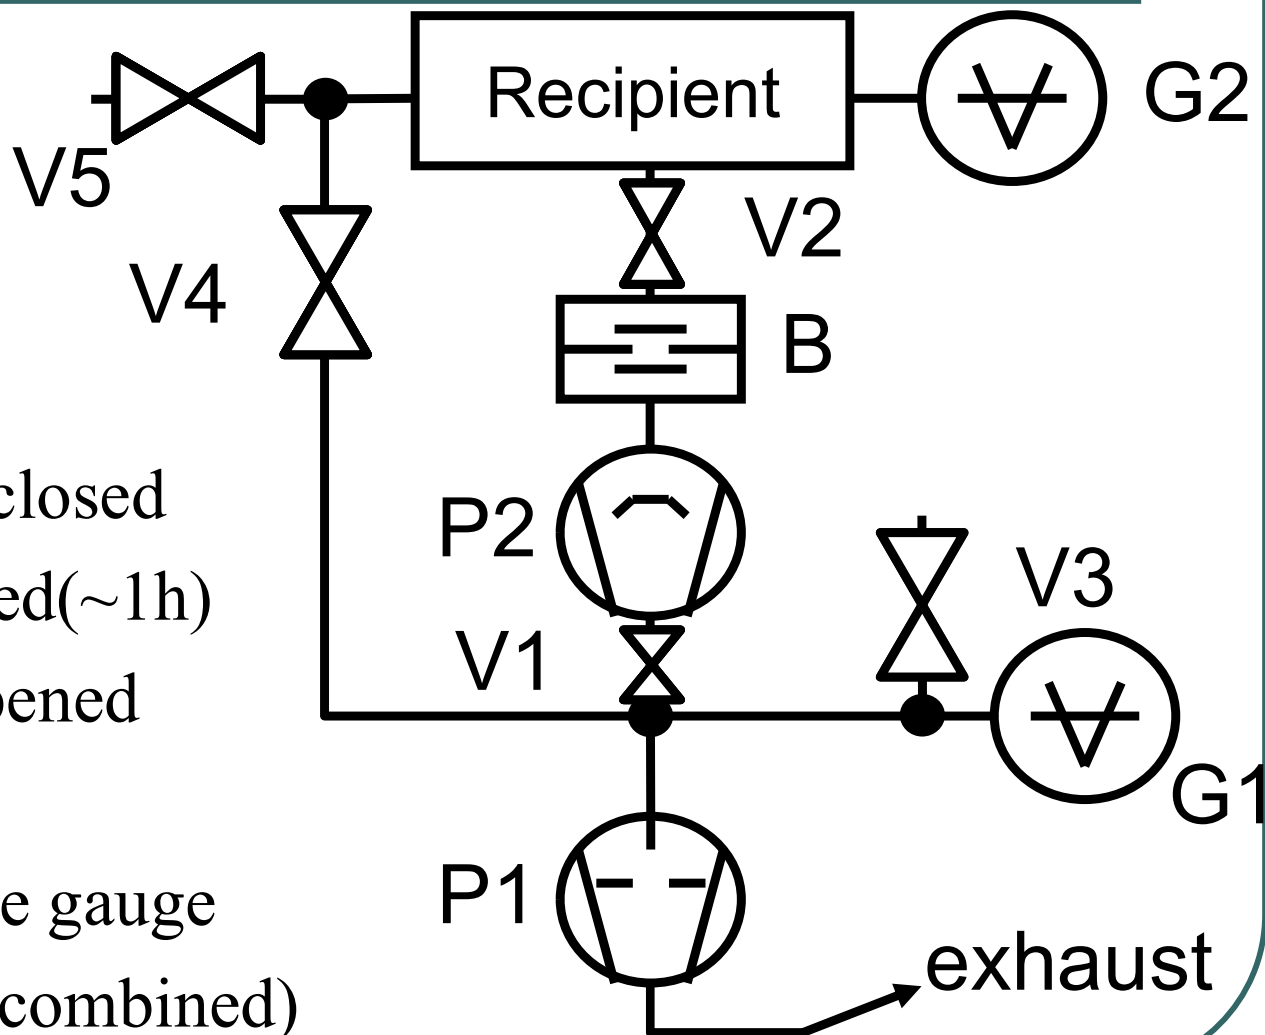 Recipient
G2
V5
V2
V4
B
closed
P2
ed(~1h)
V3
V1
pened
G1
P1
e gauge
exhaust
combined)